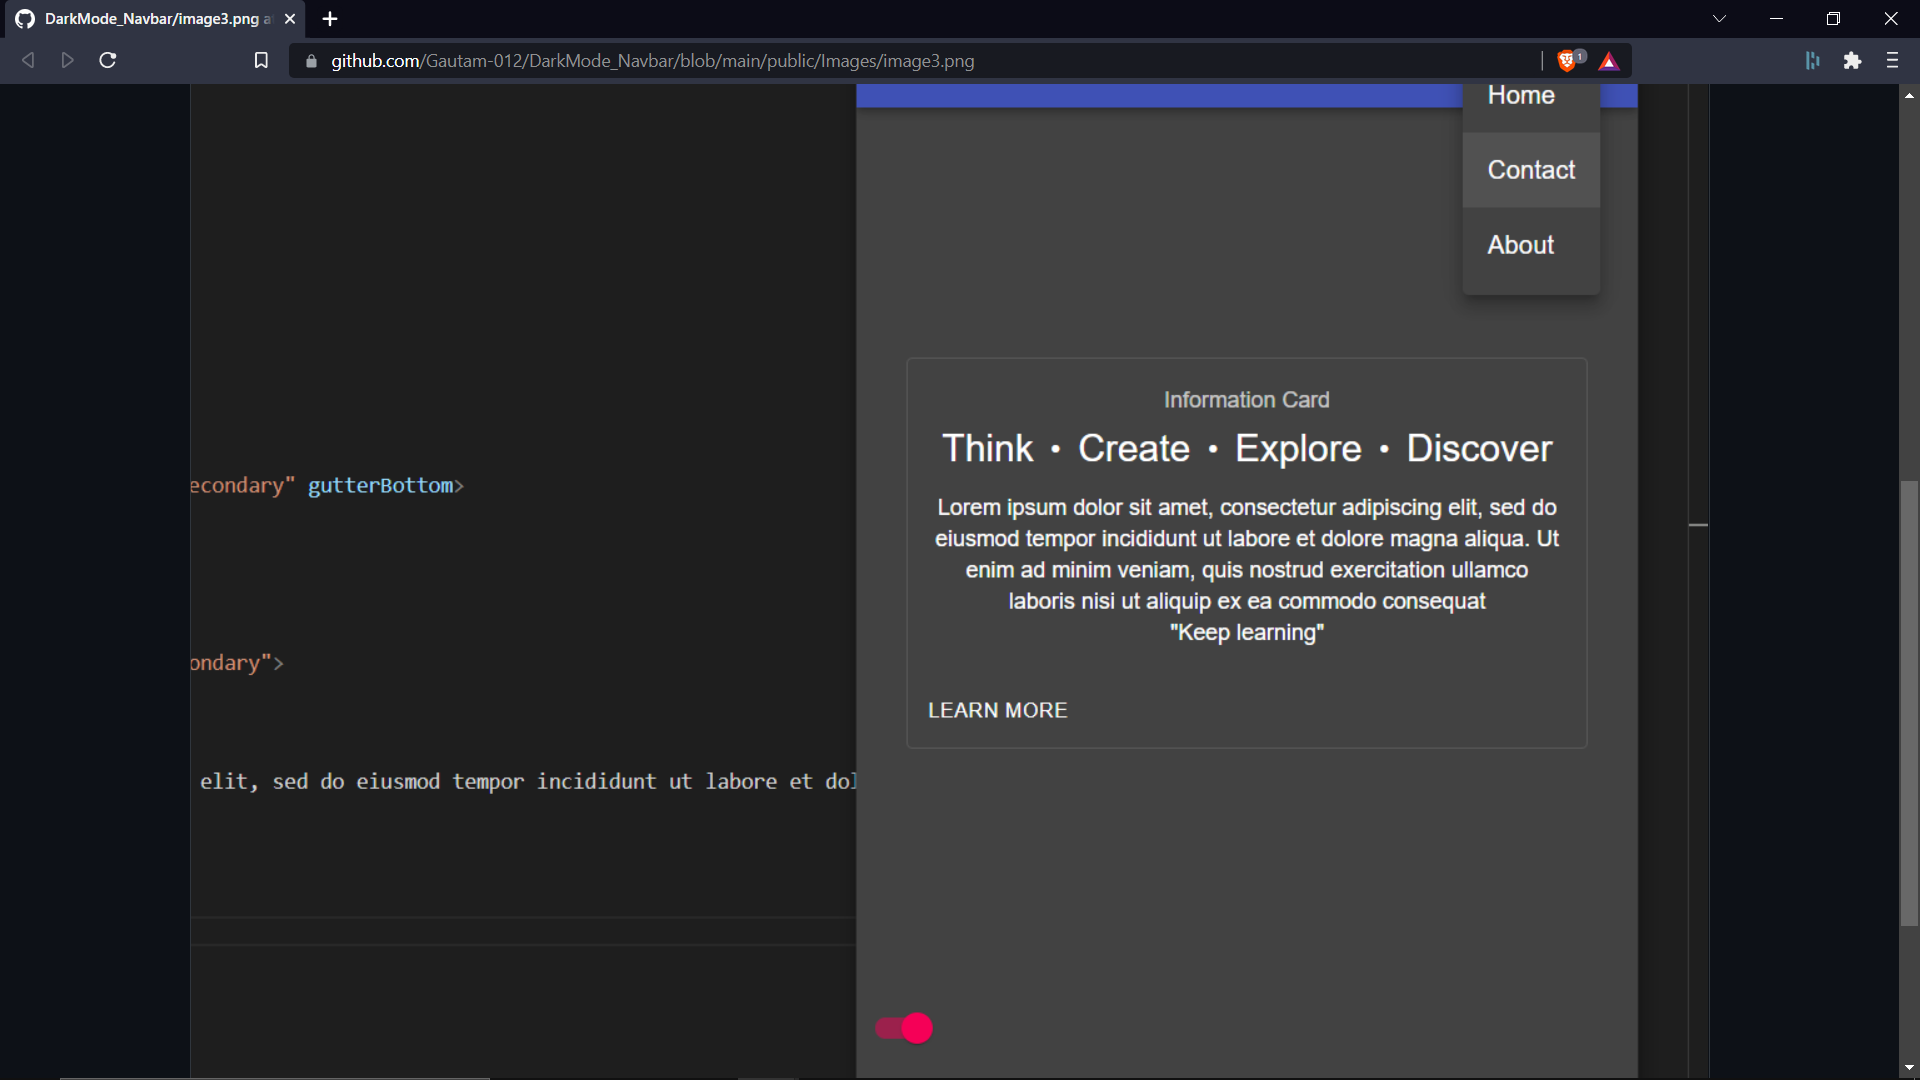 DarkMode_Navbar/image3.png a
github.com/Gautam-012/DarkMode_Navbar/blob/main/public/Images/image3.png
1
Home
Contact
About
econdary" gutterBottom>
ondary">
elit, sed do eiusmod tempor incididunt ut labore et dol
Information Card
Think • Create • Explore • Discover
Lorem ipsum dolor sit amet, consectetur adipiscing elit, sed do
eiusmod tempor incididunt ut labore et dolore magna aliqua. Ut
enim ad minim veniam, quis nostrud exercitation ullamco
laboris nisi ut aliquip ex ea commodo consequat
"Keep learning"
LEARN MORE